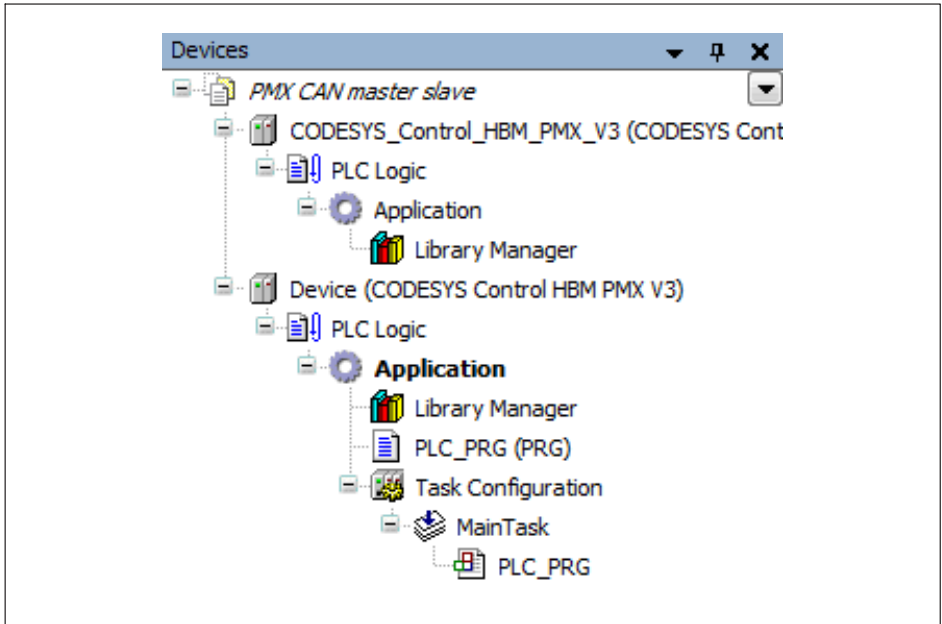 Devices
PMX CAN master slave
CODESYS_Control_HBM_PMX_V3 (CODESYS Cont
PLC Logic
Application
Library Manager
Device (CODESYS Control HBM PMX V3)
PLC Logic
Application
Library Manager
PLC_PRG (PRG)
Task Configuration
MainTask
PLC_PRG